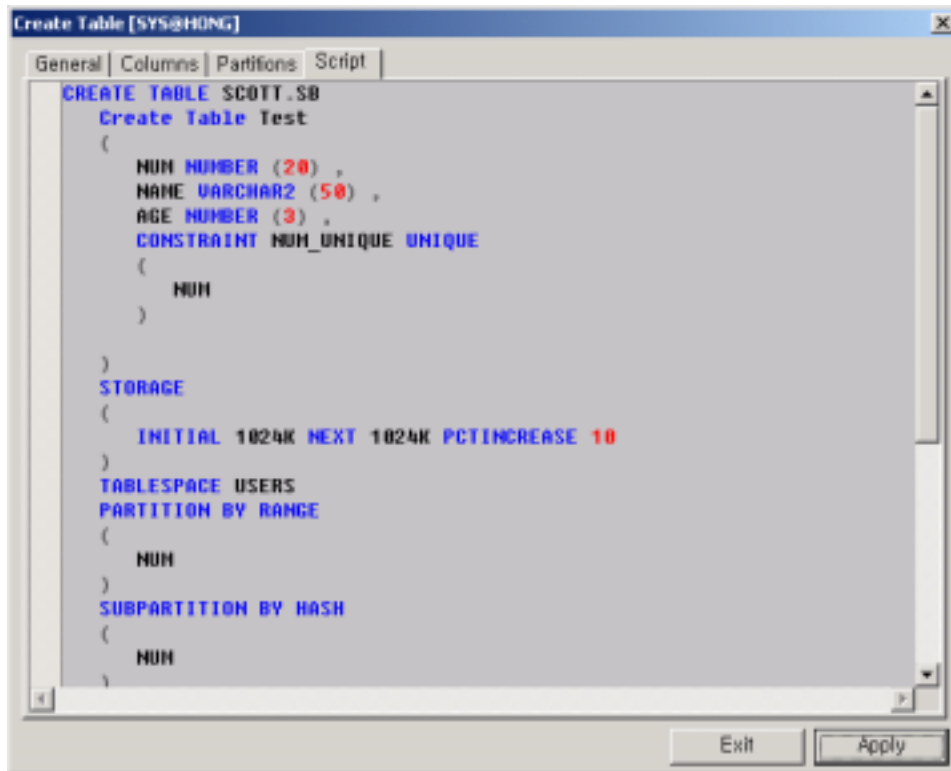 Create Table [SYS@HONG]
General Columns Partitions Script
CREATE TABLE SCOTT.SB
Create Table Test
(
NUM NUMBER (20) ,
NAME VARCHAR2 (50) ,
AGE NUMBER (3) ,
CONSTRAINT NUM_UNIQUE UNIQUE
(
NUM
)
)
STORAGE
(
INITIAL 1024K NEXT 1024K PCTINCREASE 10
)
TABLESPACE USERS
PARTITION BY RANGE
(
NUM
)
SUBPARTITION BY HASH
(
NUM
)
Exit Apply